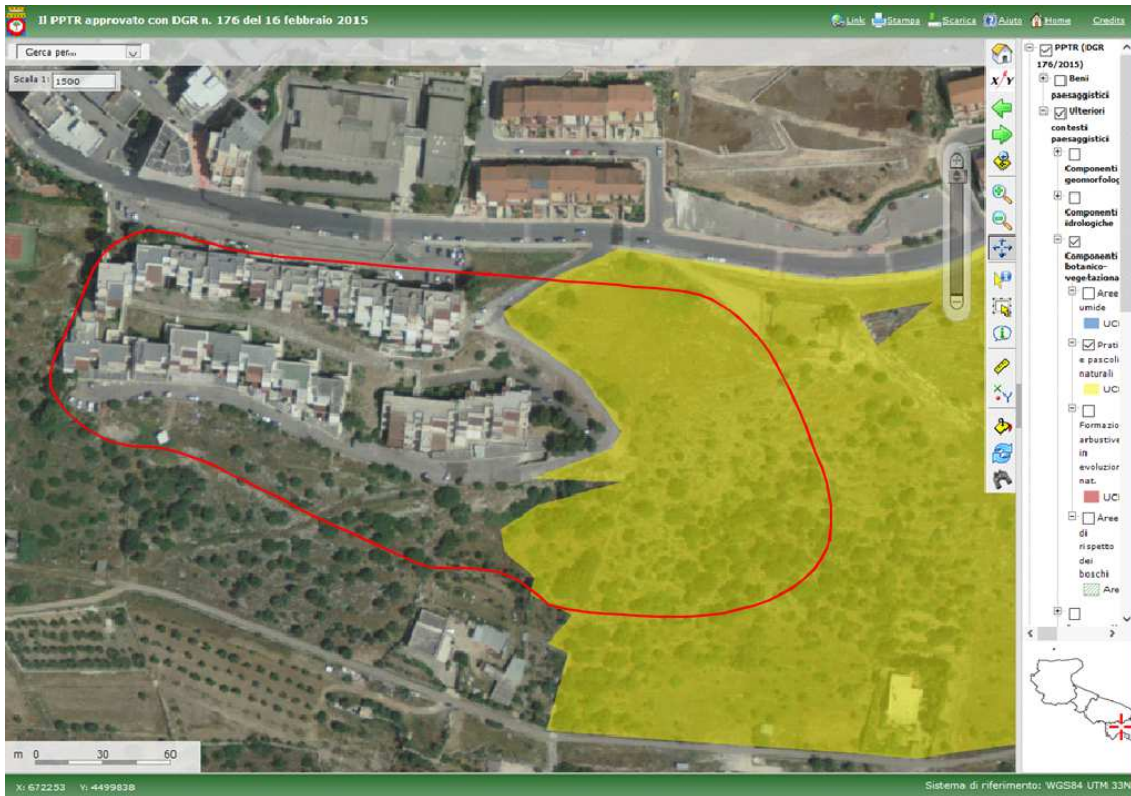 Il PPTR approvato con DGR n. 176 del 16 febbraio 2015
Link Stampa Scarica Aiuto Home Credits
Cerca per...
Scala 1: 1500
X/Y
PPTR (DGR
176/2015)
Beni
paesaggistici
Ulteriori
contesti
paesaggistici
Componenti
geomorfolog
Componenti
idrologiche
Componenti
botanico-
vegetaziona
Aree
umide
UCI
Prati
e pascoli
naturali
UCI
Formazio
arbustive
in
evoluzion
nat.
UCI
Aree
di
rispetto
dei
boschi
Are
m 0 30 60
X: 672253 Y: 4499838
Sistema di riferimento: WGS84 UTM 33N